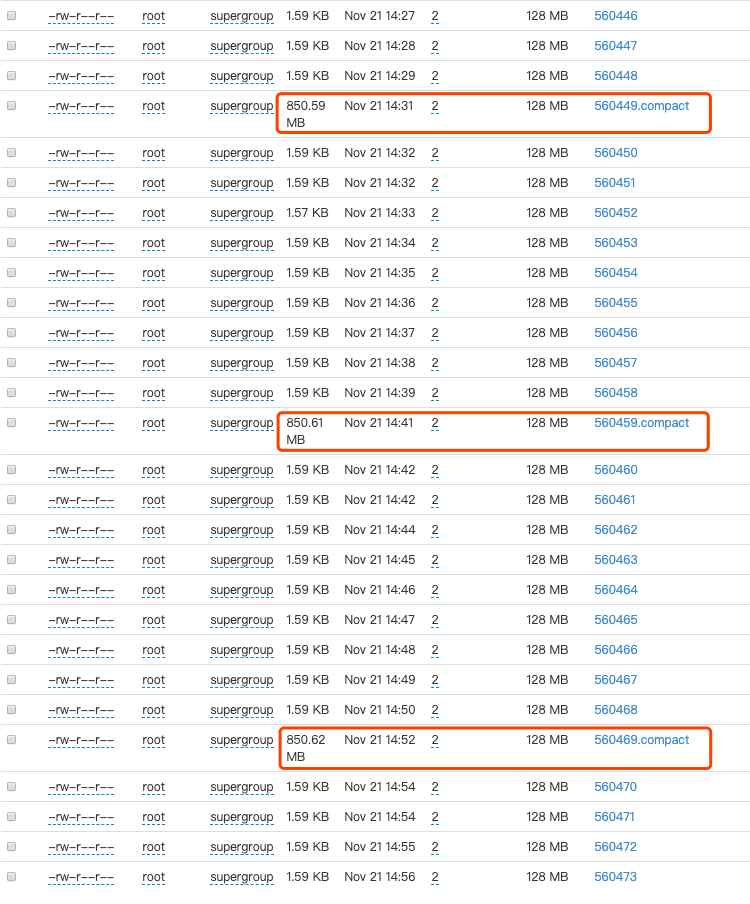 -rw-r--r-- root supergroup 1.59 KB Nov 21 14:27 2 128 MB 560446
-rw-r--r-- root supergroup 1.59 KB Nov 21 14:28 2 128 MB 560447
-rw-r--r-- root supergroup 1.59 KB Nov 21 14:29 2 128 MB 560448
-rw-r--r-- root supergroup 850.59 Nov 21 14:31 2 128 MB 560449.compact
MB
-rw-r--r-- root supergroup 1.59 KB Nov 21 14:32 2 128 MB 560450
-rw-r--r-- root supergroup 1.59 KB Nov 21 14:32 2 128 MB 560451
-rw-r--r-- root supergroup 1.57 KB Nov 21 14:33 2 128 MB 560452
-rw-r--r-- root supergroup 1.59 KB Nov 21 14:34 2 128 MB 560453
-rw-r--r-- root supergroup 1.59 KB Nov 21 14:35 2 128 MB 560454
-rw-r--r-- root supergroup 1.59 KB Nov 21 14:36 2 128 MB 560455
-rw-r--r-- root supergroup 1.59 KB Nov 21 14:37 2 128 MB 560456
-rw-r--r-- root supergroup 1.59 KB Nov 21 14:38 2 128 MB 560457
-rw-r--r-- root supergroup 1.59 KB Nov 21 14:39 2 128 MB 560458
-rw-r--r-- root supergroup 850.61 Nov 21 14:41 2 128 MB 560459.compact
MB
-rw-r--r-- root supergroup 1.59 KB Nov 21 14:42 2 128 MB 560460
-rw-r--r-- root supergroup 1.59 KB Nov 21 14:42 2 128 MB 560461
-rw-r--r-- root supergroup 1.59 KB Nov 21 14:44 2 128 MB 560462
-rw-r--r-- root supergroup 1.59 KB Nov 21 14:45 2 128 MB 560463
-rw-r--r-- root supergroup 1.59 KB Nov 21 14:46 2 128 MB 560464
-rw-r--r-- root supergroup 1.59 KB Nov 21 14:47 2 128 MB 560465
-rw-r--r-- root supergroup 1.59 KB Nov 21 14:48 2 128 MB 560466
-rw-r--r-- root supergroup 1.59 KB Nov 21 14:49 2 128 MB 560467
-rw-r--r-- root supergroup 1.59 KB Nov 21 14:50 2 128 MB 560468
-rw-r--r-- root supergroup 850.62 Nov 21 14:52 2 128 MB 560469.compact
MB
-rw-r--r-- root supergroup 1.59 KB Nov 21 14:54 2 128 MB 560470
-rw-r--r-- root supergroup 1.59 KB Nov 21 14:54 2 128 MB 560471
-rw-r--r-- root supergroup 1.59 KB Nov 21 14:55 2 128 MB 560472
-rw-r--r-- root supergroup 1.59 KB Nov 21 14:56 2 128 MB 560473